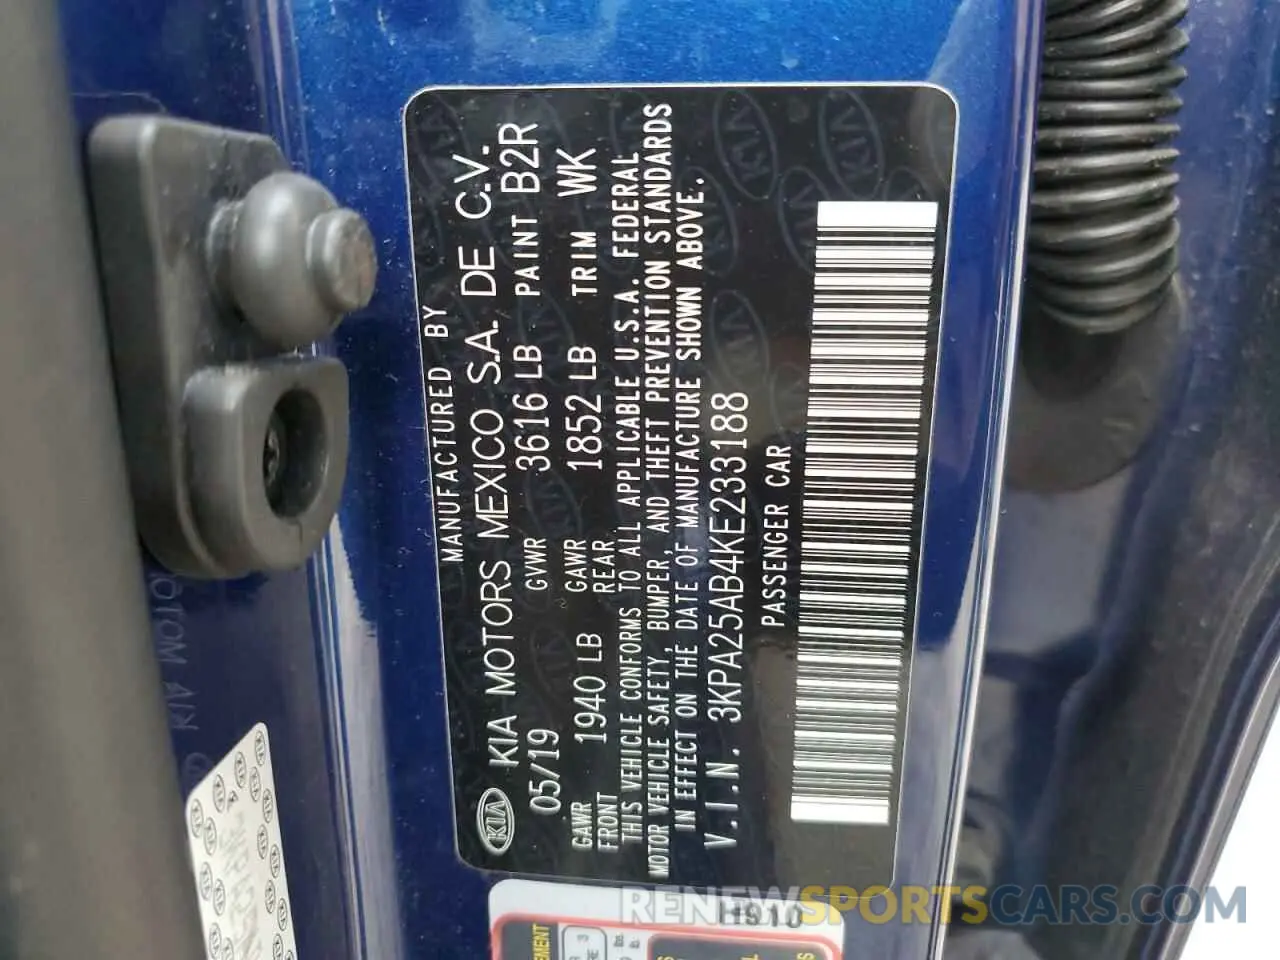 MANUFACTURED BY
KIA KIA MOTORS MEXICO S.A. DE C.V.
05/19 GVWR 3616 LB PAINT B2R
GAWR FRONT 1940 LB GAWR REAR 1852 LB TRIM WK
THIS VEHICLE CONFORMS TO ALL APPLICABLE U.S.A. FEDERAL
MOTOR VEHICLE SAFETY, BUMPER, AND THEFT PREVENTION STANDARDS
IN EFFECT ON THE DATE OF MANUFACTURE SHOWN ABOVE.
V.I.N. 3KPA25AB4KE233188
PASSENGER CAR
RENEWSPORTSCARS.COM